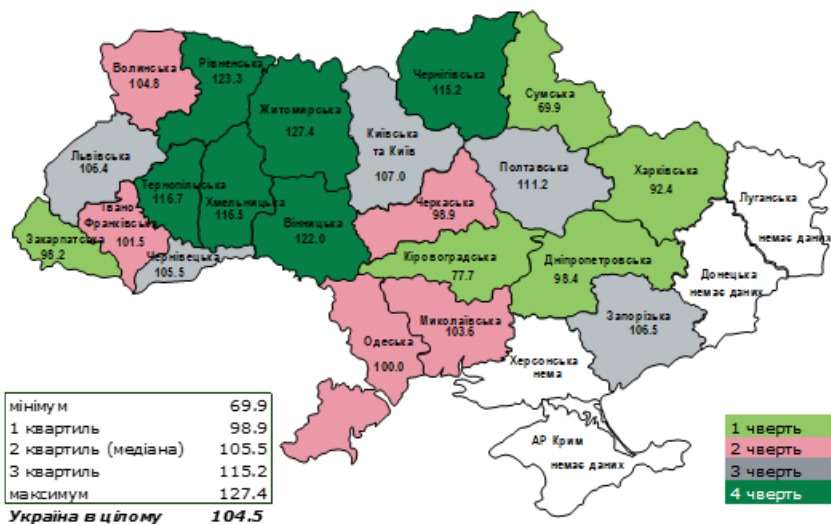 Волинська
104.8
Рівненська
123.3
Житомирська
127.4
Чернігівська
115.2
Сумська
69.9
Київська
та Київ
107.0
Львівська
106.4
Тернопільська
116.7
Хмельницька
116.5
Вінницька
122.0
Черкаська
98.9
Полтавська
111.2
Харківська
92.4
Луганська
немає даних
Івано
Франківська
101.5
Закарпатська
98.2
Чернівецька
105.5
Кіровоградська
77.7
Дніпропетровська
98.4
Донецька
немає даних
Запорізька
106.5
Миколаївська
103.6
Одеська
100.0
Херсонська
нема
АР Крим
немає даних
мінімум 69.9
1 квартиль 98.9
2 квартиль (медіана) 105.5
3 квартиль 115.2
максимум 127.4
Україна в цілому 104.5
1 чверть
2 чверть
3 чверть
4 чверть